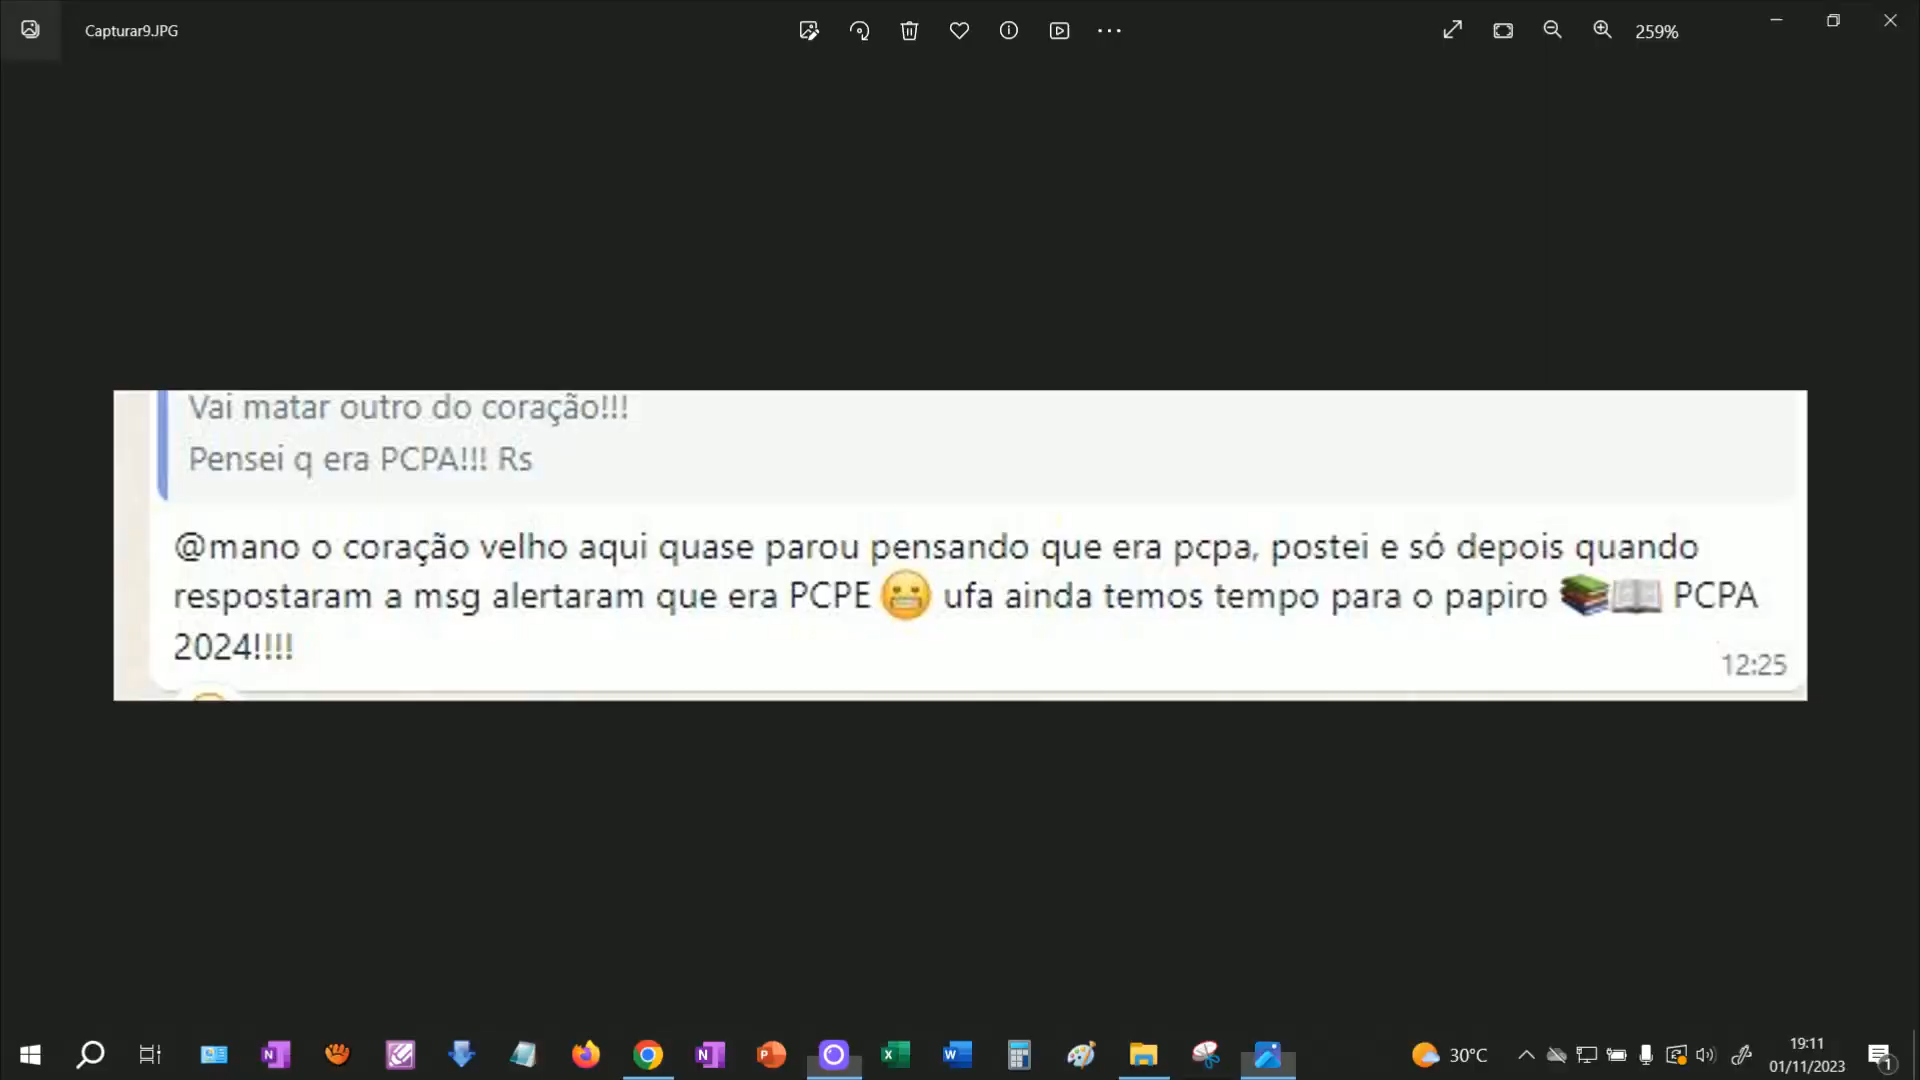 Capturar9.JPG
259%
Vai matar outro do coração!!!
Pensei q era PCPA!!! Rs
@mano o coração velho aqui quase parou pensando que era pcpa, postei e só depois quando
respostaram a msg alertaram que era PCPE 😬 ufa ainda temos tempo para o papiro 📚📖 PCPA
2024!!!!
12:25
30°C
19:11
01/11/2023
1